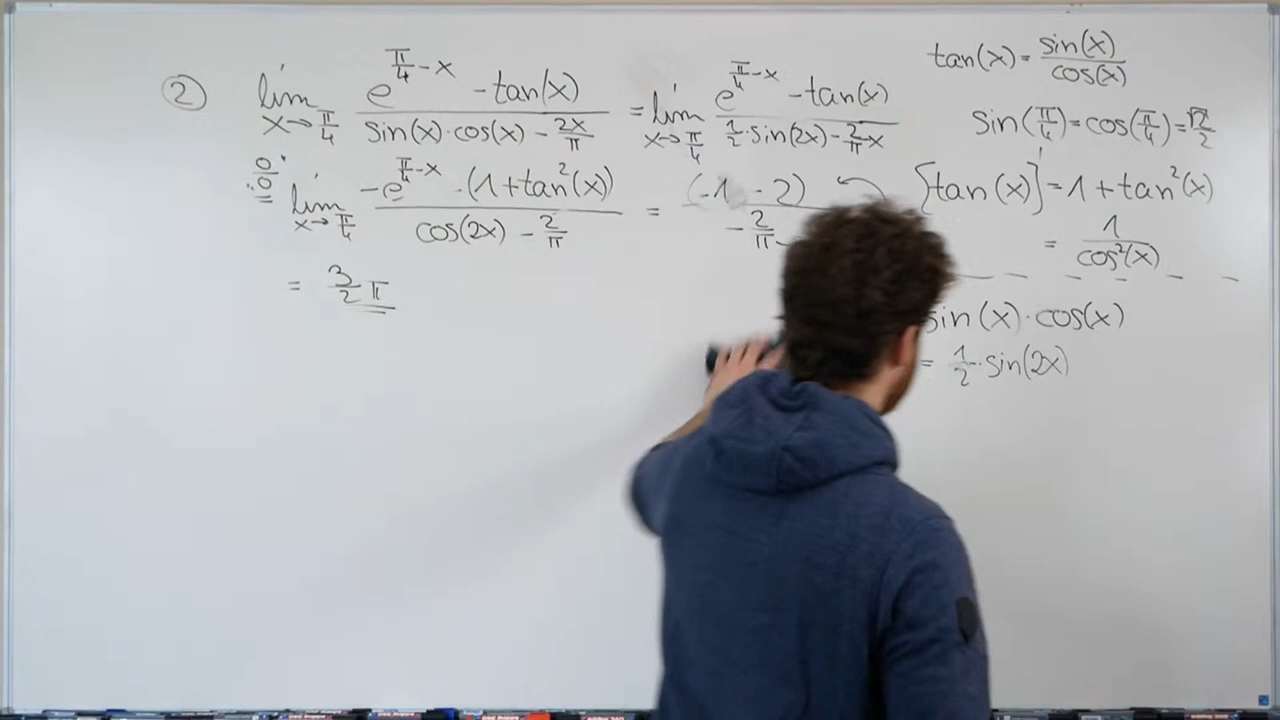 ② lim x→π/4 (e^(π/4-x) - tan(x)) / (sin(x)·cos(x) - 2x/π) = lim x→π/4 (e^(π/4-x) - tan(x)) / (1/2·sin(2x) - 2/π x)
"0/0" = lim x→π/4 (-e^(π/4-x) · (1+tan²(x))) / (cos(2x) - 2/π) = (-1 - 2) / (-2/π)
= 3/2 π
tan(x) = sin(x)/cos(x)
sin(π/4) = cos(π/4) = √2/2
[tan(x)]' = 1 + tan²(x)
= 1/cos²(x)
sin(x)·cos(x)
= 1/2·sin(2x)